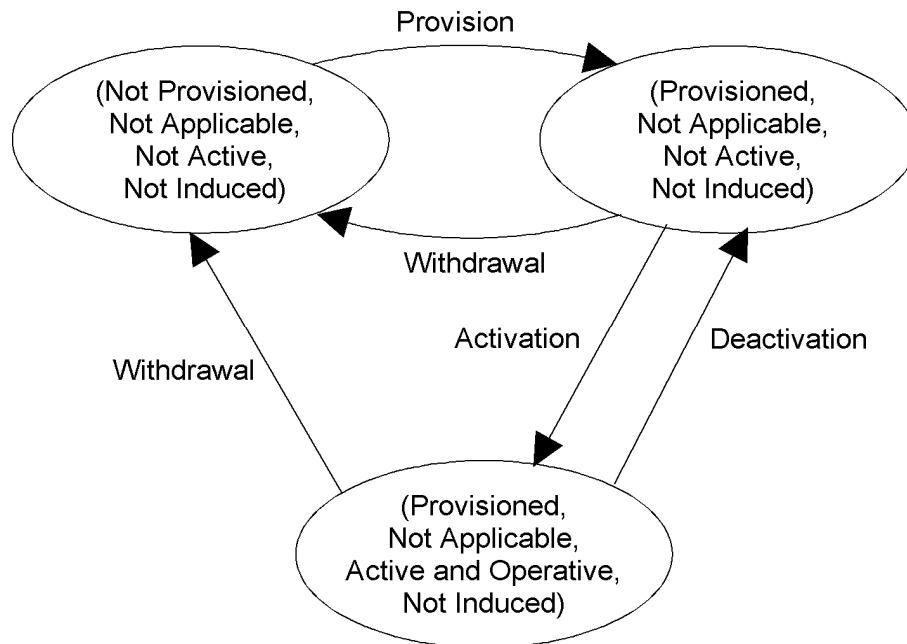 Provision
(Not Provisioned,
Not Applicable,
Not Active,
Not Induced)
(Provisioned,
Not Applicable,
Not Active,
Not Induced)
Withdrawal
Activation
Deactivation
Withdrawal
(Provisioned,
Not Applicable,
Active and Operative,
Not Induced)